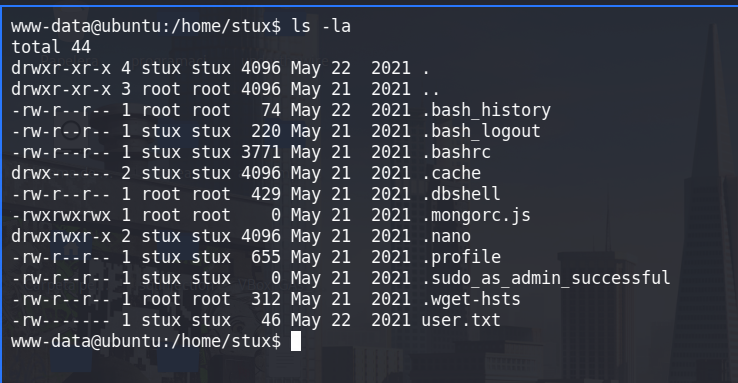 www-data@ubuntu:/home/stux$ ls -la
total 44
drwxr-xr-x 4 stux stux 4096 May 22  2021 .
drwxr-xr-x 3 root root 4096 May 21  2021 ..
-rw-r--r-- 1 root root   74 May 22  2021 .bash_history
-rw-r--r-- 1 stux stux  220 May 21  2021 .bash_logout
-rw-r--r-- 1 stux stux 3771 May 21  2021 .bashrc
drwx------ 2 stux stux 4096 May 21  2021 .cache
-rw-r--r-- 1 root root  429 May 21  2021 .dbshell
-rwxrwxrwx 1 root root    0 May 21  2021 .mongorc.js
drwxrwxr-x 2 stux stux 4096 May 21  2021 .nano
-rw-r--r-- 1 stux stux  655 May 21  2021 .profile
-rw-r--r-- 1 stux stux    0 May 21  2021 .sudo_as_admin_successful
-rw-r--r-- 1 root root  312 May 21  2021 .wget-hsts
-rw------- 1 stux stux   46 May 22  2021 user.txt
www-data@ubuntu:/home/stux$